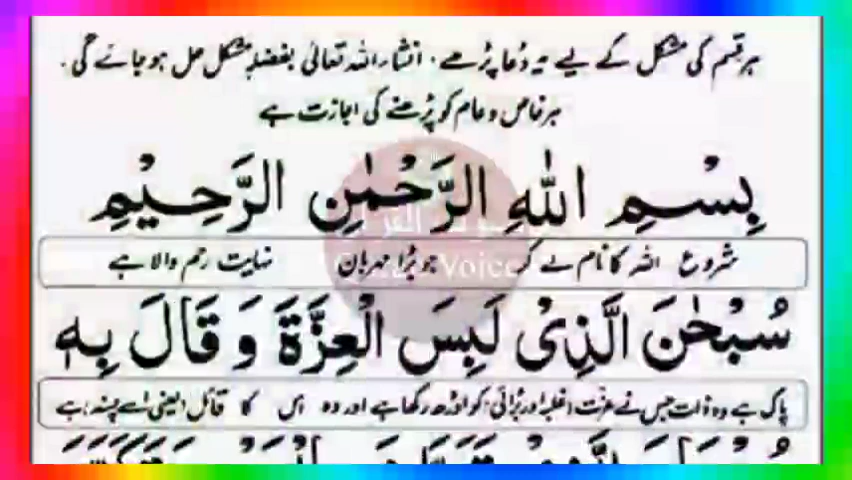 ہر قسم کی مشکل کے لیے یہ دُعا پڑھے۔ انشاء اللہ تعالیٰ بفضلہٖ مشکل حل ہو جائے گی۔
ہر خاص و عام کو پڑھنے کی اجازت ہے
بِسْمِ اللّٰهِ الرَّحْمٰنِ الرَّحِيْمِ
شروع اللہ کا نام لے کر جو بڑا مہربان نہایت رحم والا ہے
سُبْحٰنَ الَّذِیْ لَبِسَ الْعِزَّةَ وَ قَالَ بِهٖ
پاک ہے وہ ذات جس نے عزت (غلبہ اور بڑائی) کو اوڑھ رکھا ہے اور وہ اس کا قائل (یعنی اسے پسند) ہے
Voice